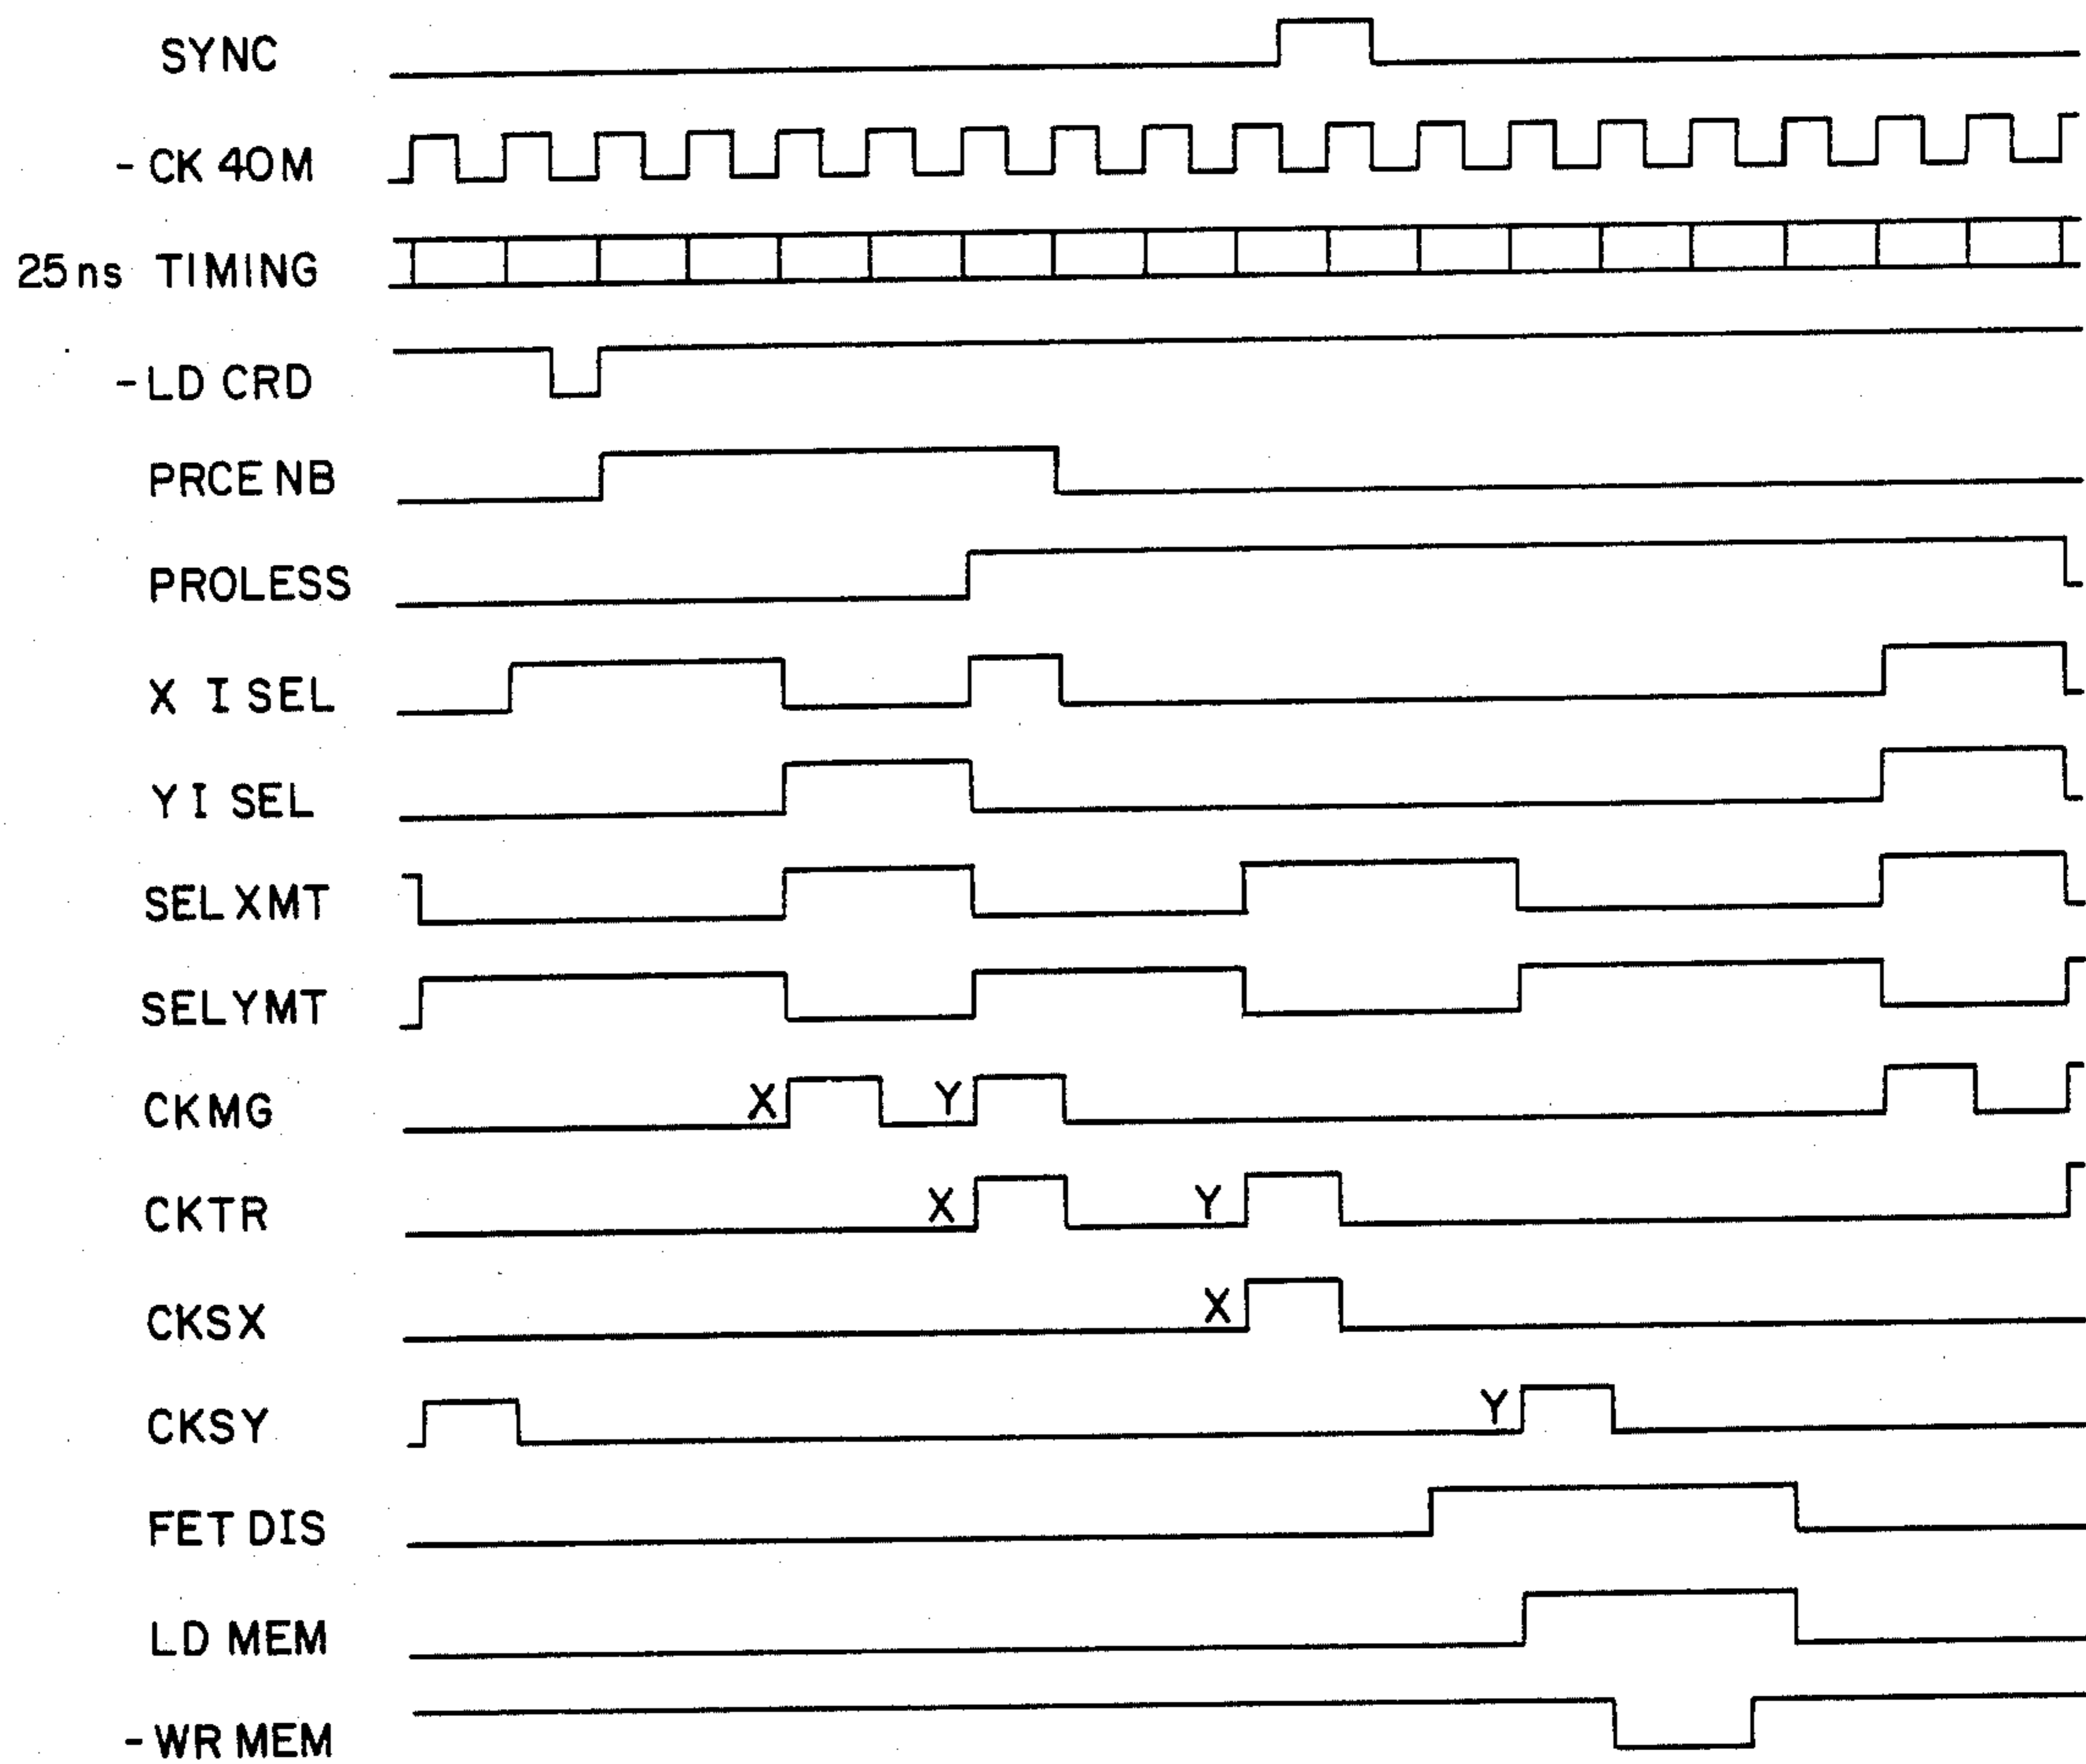 SYNC
- CK 40M
25ns TIMING
- LD CRD
PRCE NB
PROLESS
X I SEL
Y I SEL
SEL XMT
SELYMT
CKMG X Y
CKTR X Y
CKSX X
CKSY Y
FET DIS
LD MEM
- WR MEM